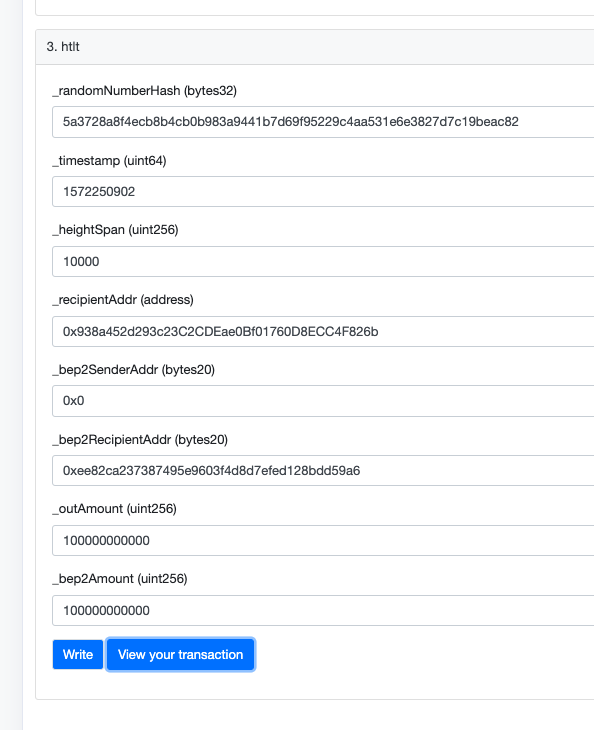 3. htlt
_randomNumberHash (bytes32)
5a3728a8f4ecb8b4cb0b983a9441b7d69f95229c4aa531e6e3827d7c19beac82
_timestamp (uint64)
1572250902
_heightSpan (uint256)
10000
_recipientAddr (address)
0x938a452d293c23C2CDEae0Bf01760D8ECC4F826b
_bep2SenderAddr (bytes20)
0x0
_bep2RecipientAddr (bytes20)
0xee82ca237387495e9603f4d8d7efed128bdd59a6
_outAmount (uint256)
100000000000
_bep2Amount (uint256)
100000000000
Write View your transaction